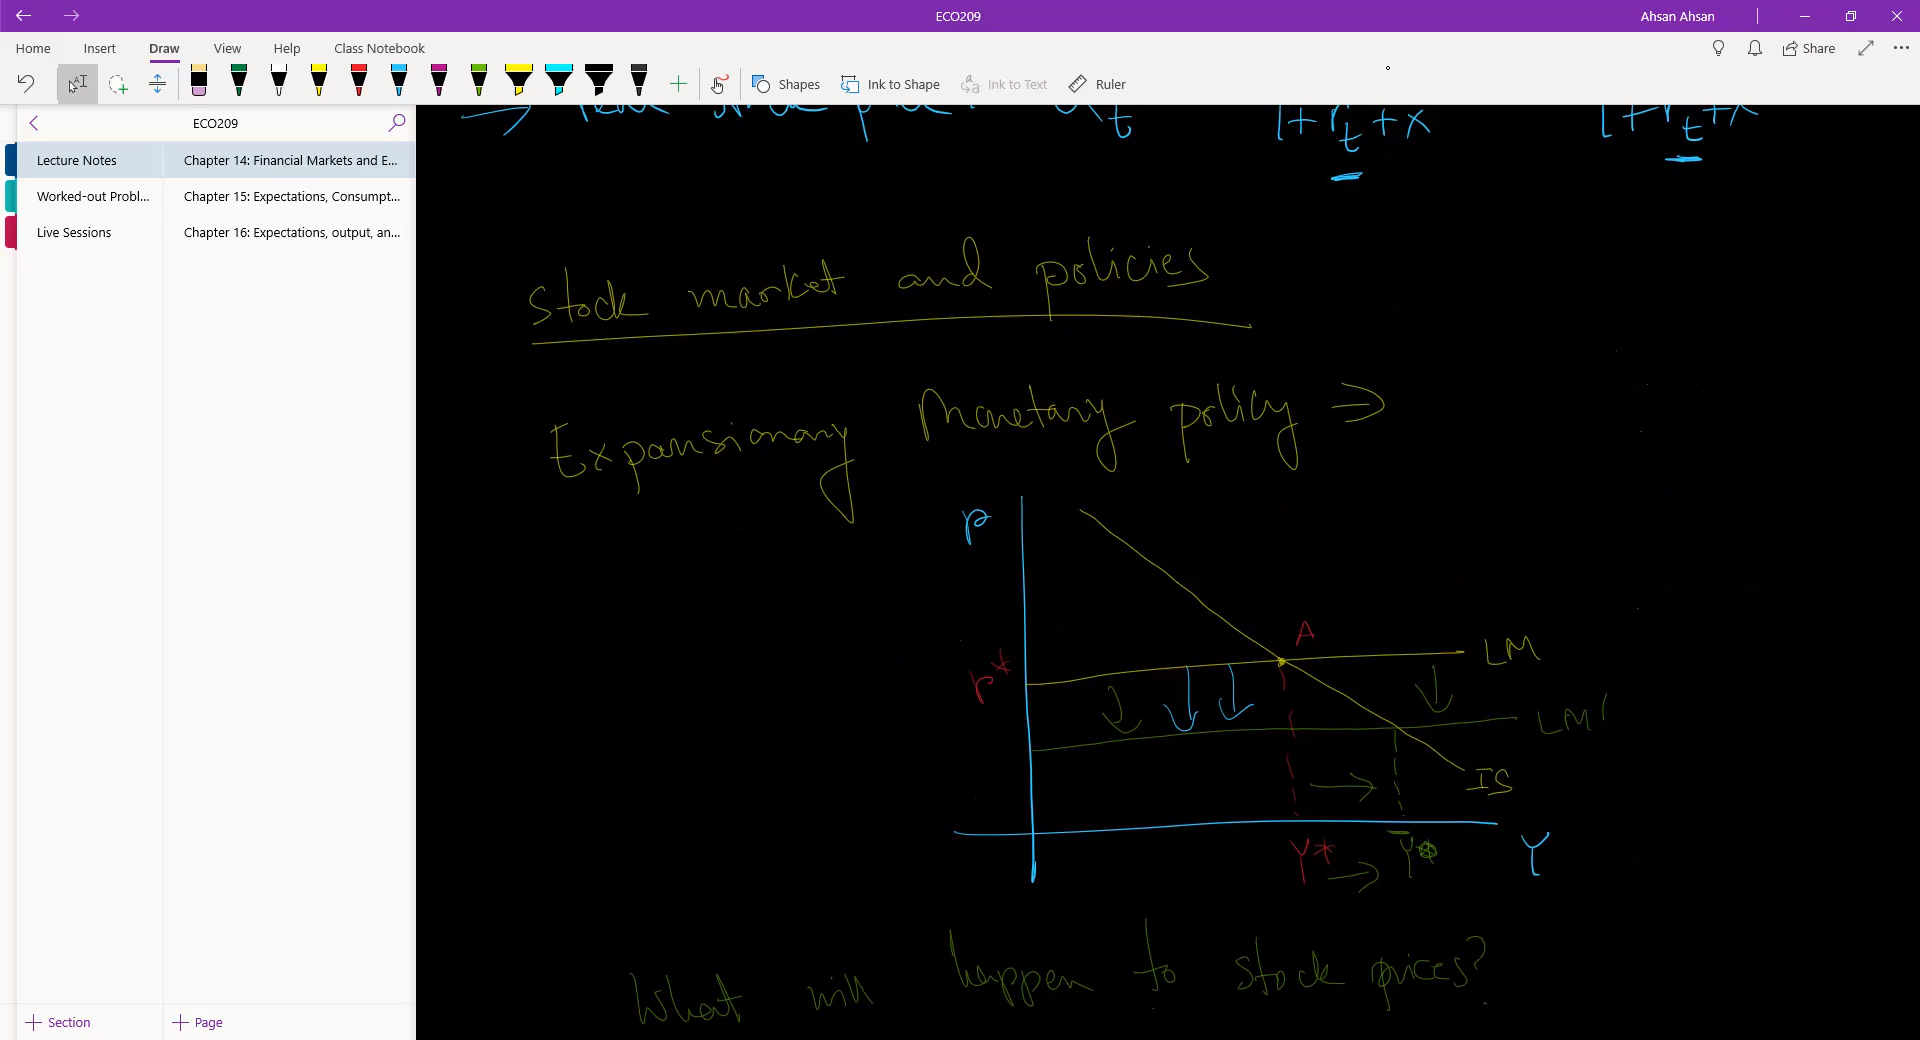 ECO209
Ahsan Ahsan
Home Insert Draw View Help Class Notebook
Share
Shapes Ink to Shape Ink to Text Ruler
ECO209
Lecture Notes
Worked-out Probl...
Live Sessions
Chapter 14: Financial Markets and E...
Chapter 15: Expectations, Consumpt...
Chapter 16: Expectations, output, an...
Section
Page
→ Real stock price: t 1+r t +x 1+r t +x
Stock market and policies
Expansionary Monetary policy ⇒
r
A
LM
r*
LM'
IS
Y* → Y
Y
What will happen to stock prices?